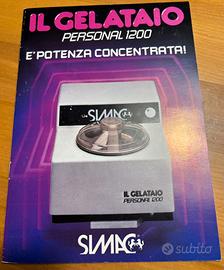 IL GELATAIO
PERSONAL 1200
E' POTENZA CONCENTRATA!
SIMAC
IL GELATAIO
PERSONAL 1200
SIMAC
subito